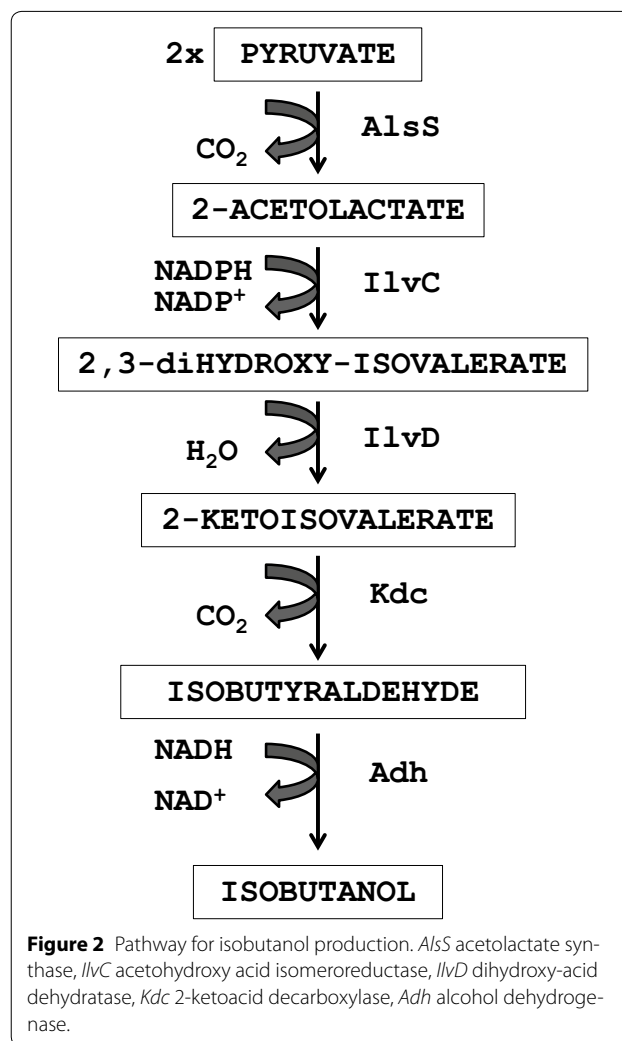 2x PYRUVATE
AlsS
CO₂
2-ACETOLACTATE
NADPH
IlvC
NADP⁺
2,3-diHYDROXY-ISOVALERATE
IlvD
H₂O
2-KETOISOVALERATE
Kdc
CO₂
ISOBUTYRALDEHYDE
NADH
Adh
NAD⁺
ISOBUTANOL
Figure 2 Pathway for isobutanol production. AlsS acetolactate syn-
thase, IlvC acetohydroxy acid isomeroreductase, IlvD dihydroxy-acid
dehydratase, Kdc 2-ketoacid decarboxylase, Adh alcohol dehydroge-
nase.